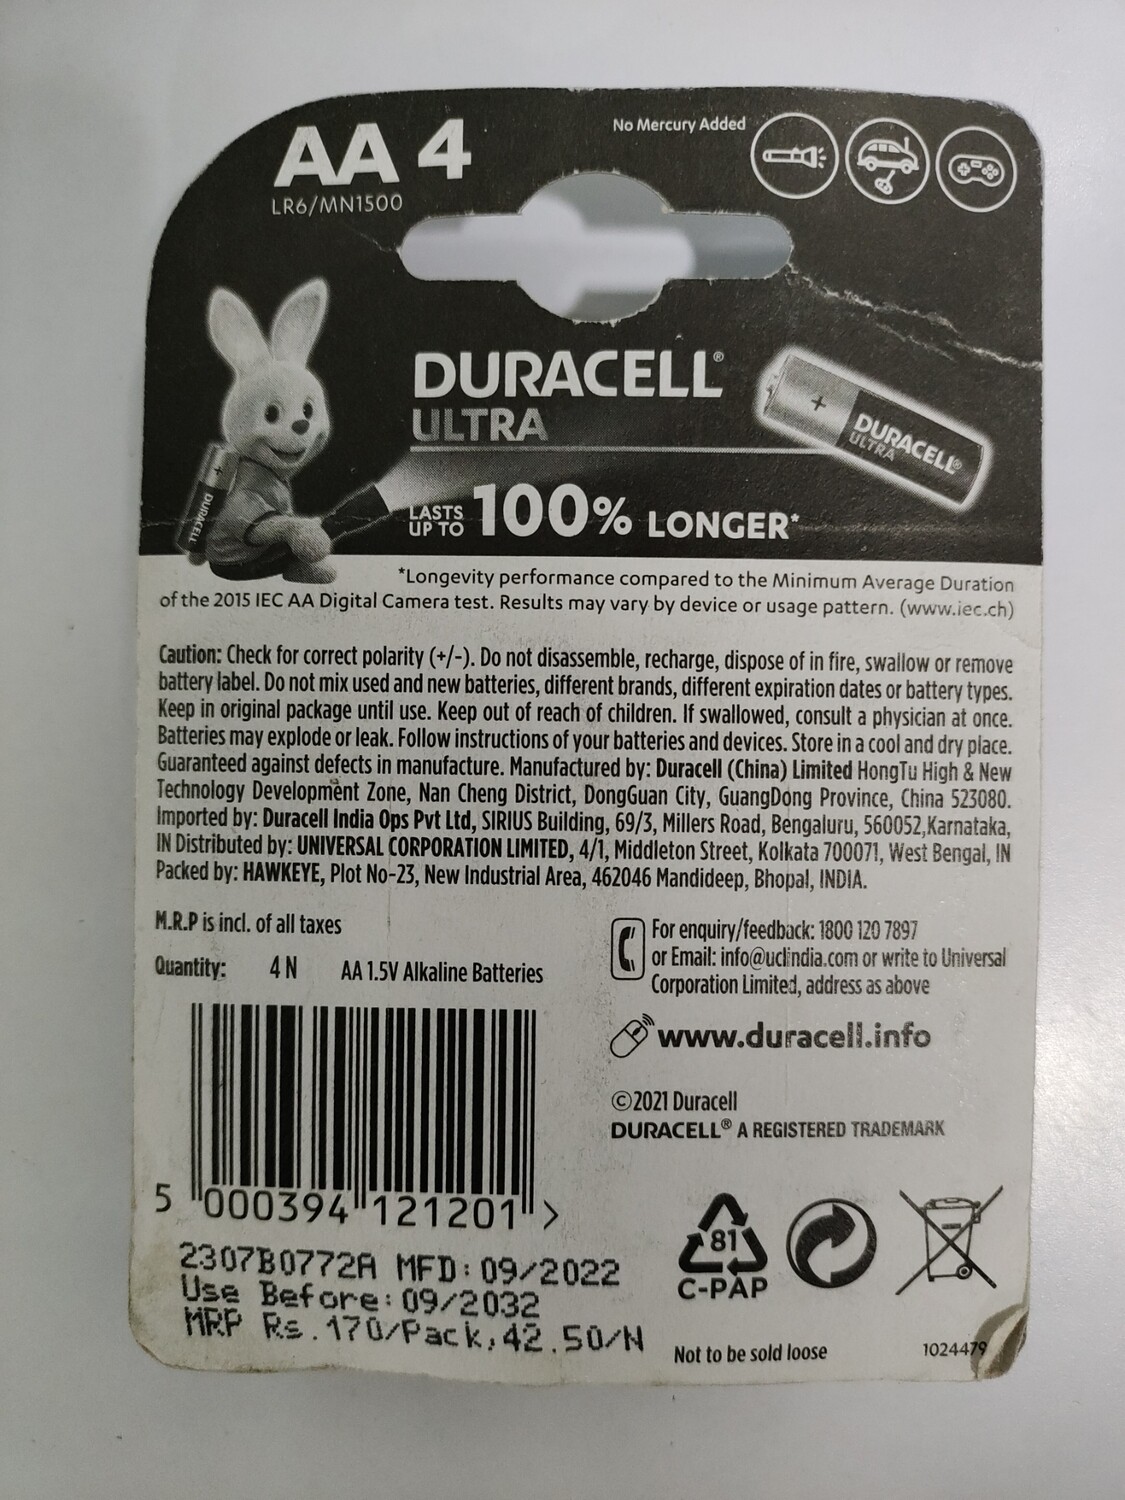 AA 4
LR6/MN1500
No Mercury Added
DURACELL®
ULTRA
DURACELL®
ULTRA
DURACELL
LASTS
UP TO 100% LONGER*
*Longevity performance compared to the Minimum Average Duration
of the 2015 IEC AA Digital Camera test. Results may vary by device or usage pattern. (www.iec.ch)
Caution: Check for correct polarity (+/-). Do not disassemble, recharge, dispose of in fire, swallow or remove
battery label. Do not mix used and new batteries, different brands, different expiration dates or battery types.
Keep in original package until use. Keep out of reach of children. If swallowed, consult a physician at once.
Batteries may explode or leak. Follow instructions of your batteries and devices. Store in a cool and dry place.
Guaranteed against defects in manufacture. Manufactured by: Duracell (China) Limited HongTu High & New
Technology Development Zone, Nan Cheng District, DongGuan City, GuangDong Province, China 523080.
Imported by: Duracell India Ops Pvt Ltd, SIRIUS Building, 69/3, Millers Road, Bengaluru, 560052,Karnataka,
IN Distributed by: UNIVERSAL CORPORATION LIMITED, 4/1, Middleton Street, Kolkata 700071, West Bengal, IN
Packed by: HAWKEYE, Plot No-23, New Industrial Area, 462046 Mandideep, Bhopal, INDIA.
M.R.P is incl. of all taxes
Quantity: 4 N AA 1.5V Alkaline Batteries
For enquiry/feedback: 1800 120 7897
or Email: info@uclindia.com or write to Universal
Corporation Limited, address as above
www.duracell.info
©2021 Duracell
DURACELL® A REGISTERED TRADEMARK
5 000394 121201 >
81
C-PAP
2307B0772A MFD:09/2022
Use Before:09/2032
MRP Rs.170/Pack,42.50/N
Not to be sold loose
1024479